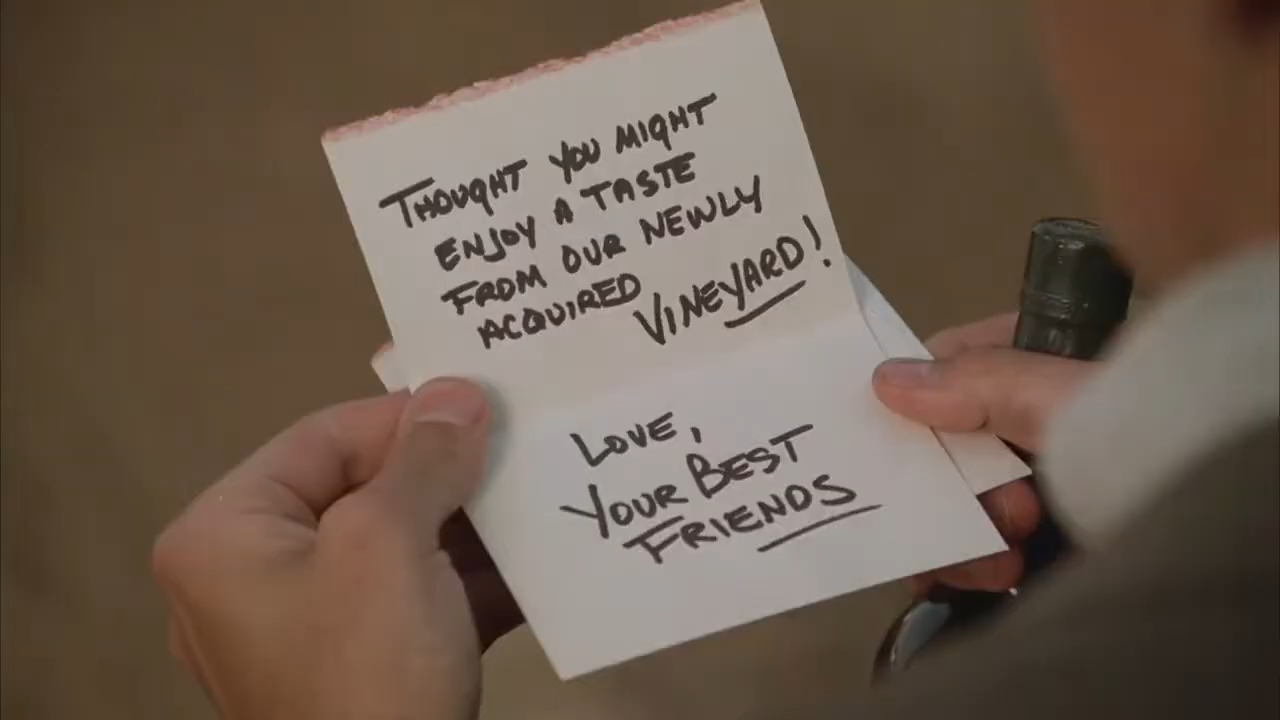 THOUGHT YOU MIGHT
ENJOY A TASTE
FROM OUR NEWLY
ACQUIRED VINEYARD!
LOVE,
YOUR BEST
FRIENDS